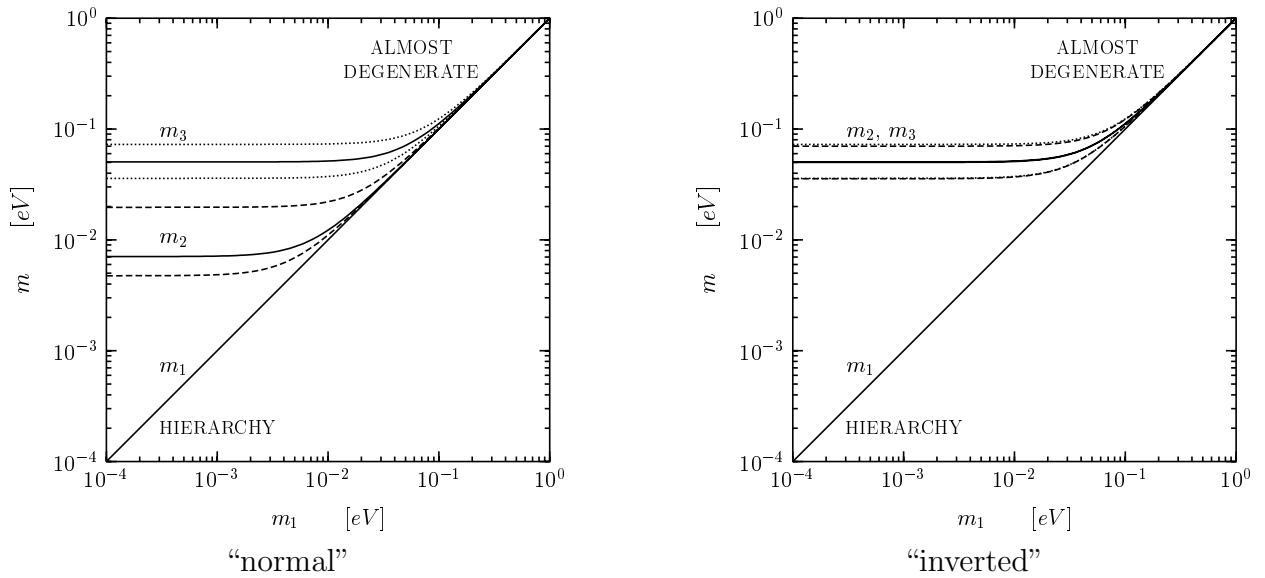 10^0
ALMOST
DEGENERATE
10^{-1}
m_3
m [eV]
10^{-2}
m_2
10^{-3}
m_1
HIERARCHY
10^{-4}
10^{-4} 10^{-3} 10^{-2} 10^{-1} 10^0
m_1 [eV]
“normal”
10^0
ALMOST
DEGENERATE
10^{-1}
m_2, m_3
m [eV]
10^{-2}
10^{-3}
m_1
HIERARCHY
10^{-4}
10^{-4} 10^{-3} 10^{-2} 10^{-1} 10^0
m_1 [eV]
“inverted”